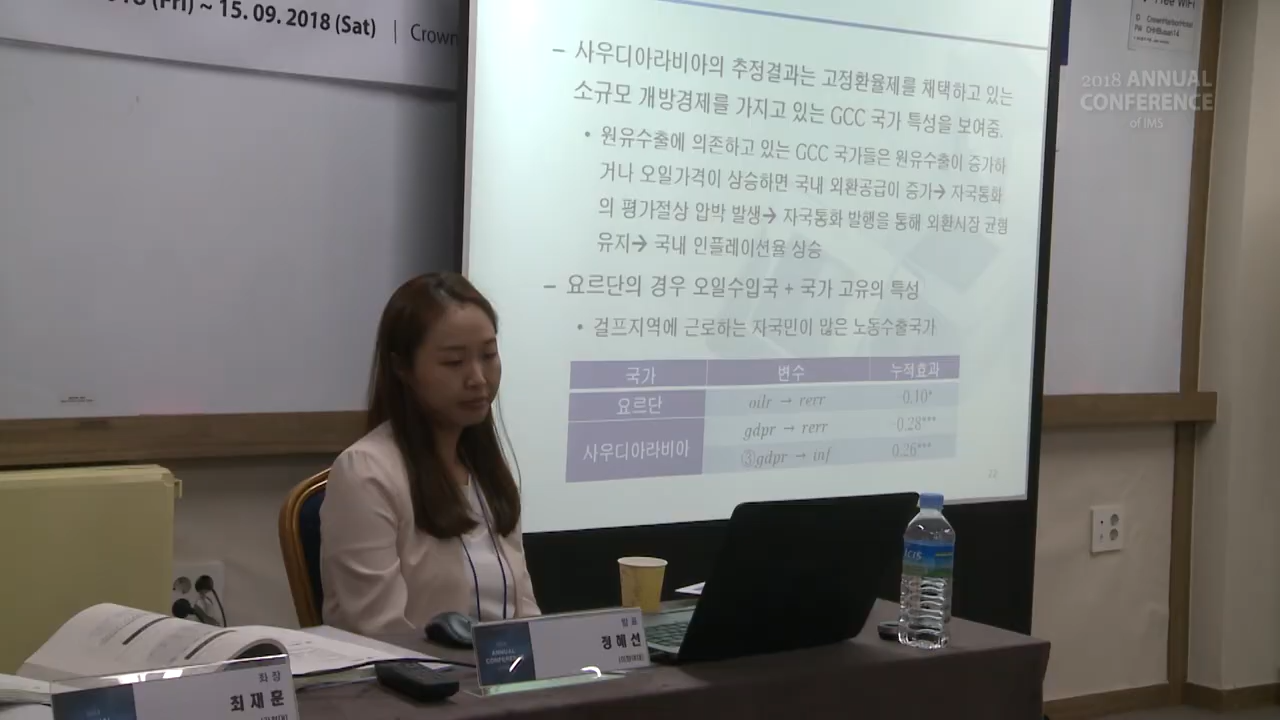 ~ 15. 09. 2018 (Sat) | Crown
Free WiFi
2018 ANNUAL
CONFERENCE
of IMS
– 사우디아라비아의 추정결과는 고정환율제를 채택하고 있는
소규모 개방경제를 가지고 있는 GCC 국가 특성을 보여줌.
• 원유수출에 의존하고 있는 GCC 국가들은 원유수출이 증가하
거나 오일가격이 상승하면 국내 외환공급이 증가→ 자국통화
의 평가절상 압박 발생→ 자국통화 발행을 통해 외환시장 균형
유지→ 국내 인플레이션율 상승
– 요르단의 경우 오일수입국 + 국가 고유의 특성
• 걸프지역에 근로하는 자국민이 많은 노동수출국가
국가 변수 누적효과
요르단 oilr → rerr -0.10*
사우디아라비아 gdpr → rerr -0.28***
③gdpr → inf 0.26***
발 표
정 혜 선
ANNUAL
CONFERENCE
좌 장
최 재 훈